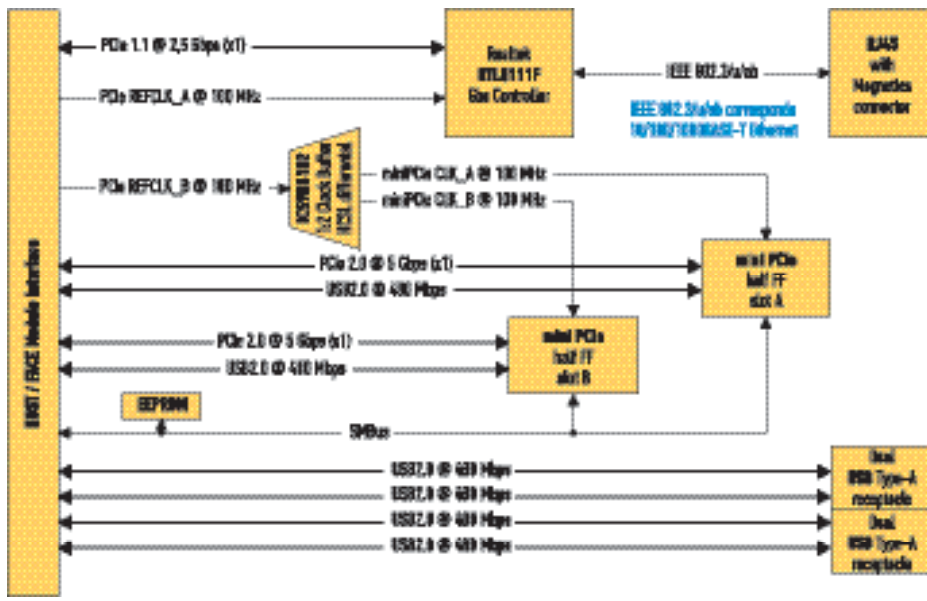 PCIe 1.1 @ 2,5 Gbps (x1)
Realtek
RTL8111F
Gbe Controller
IEEE 802.3/u/ab
RJ45
with
Magnetics
connector
PCIe REFCLK_A @ 100 MHz
IEEE 802.3/u/ab corresponds
10/100/1000BASE-T Ethernet
PCIe REFCLK_B @ 100 MHz
1:2 Clock Buffer
HCSL differential
miniPCIe CLK_A @ 100 MHz
miniPCIe CLK_B @ 100 MHz
PCIe 2.0 @ 5 Gbps (x1)
USB2.0 @ 480 Mbps
mini PCIe
half FF
slot A
PCIe 2.0 @ 5 Gbps (x1)
USB2.0 @ 480 Mbps
mini PCIe
half FF
slot B
EEPROM
SMBus
/ FACE Module Interface
USB2.0 @ 480 Mbps
USB2.0 @ 480 Mbps
USB2.0 @ 480 Mbps
USB2.0 @ 480 Mbps
Dual
USB Type-A
receptacle
Dual
USB Type-A
receptacle